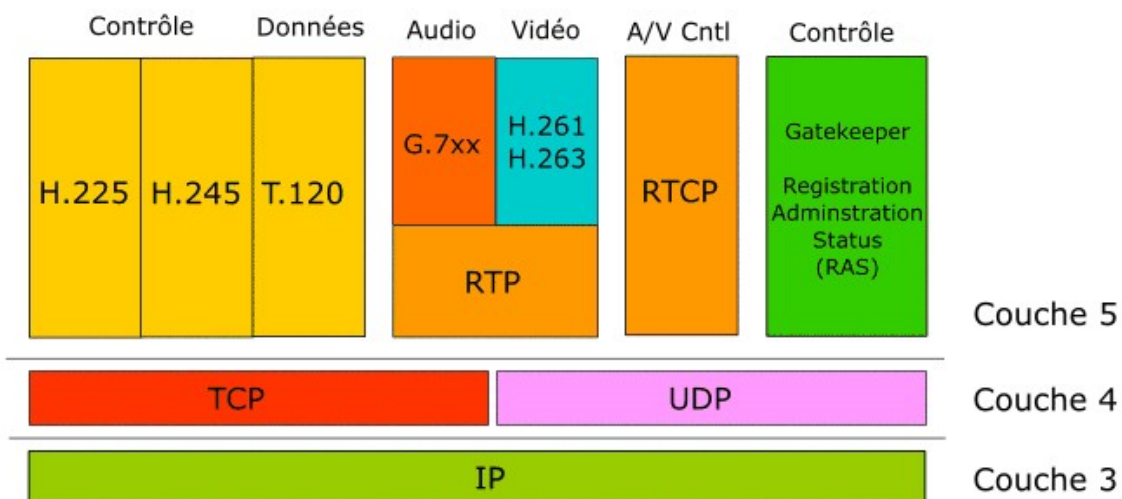 Contrôle Données Audio Vidéo A/V Cntl Contrôle
H.225 H.245 T.120
G.7xx
H.261
H.263
RTP
RTCP
Gatekeeper
Registration
Adminstration
Status
(RAS)
Couche 5
TCP UDP Couche 4
IP Couche 3